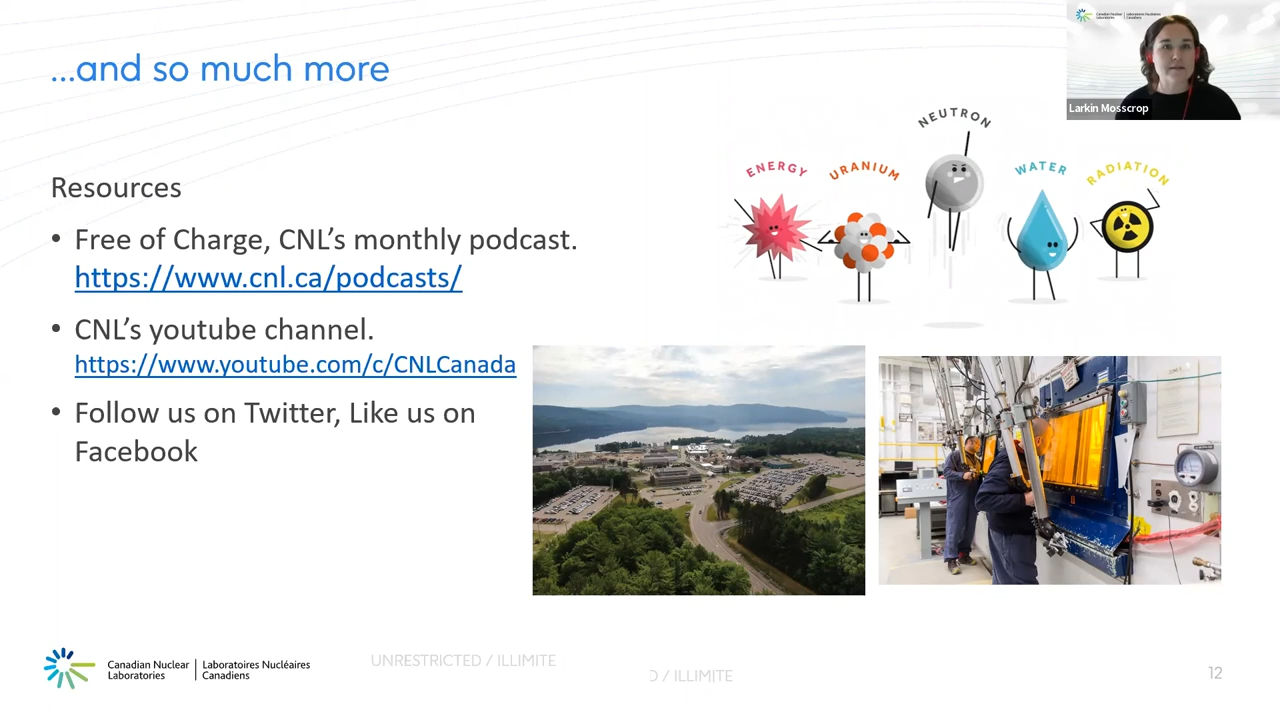 ...and so much more
Larkin Mosscrop
NEUTRON
ENERGY
URANIUM
WATER
RADIATION
Resources
• Free of Charge, CNL's monthly podcast.
https://www.cnl.ca/podcasts/
• CNL's youtube channel.
https://www.youtube.com/c/CNLCanada
• Follow us on Twitter, Like us on
Facebook
Canadian Nuclear
Laboratories
Laboratoires Nucléaires
Canadiens
UNRESTRICTED / ILLIMITE
D / ILLIMITE
12